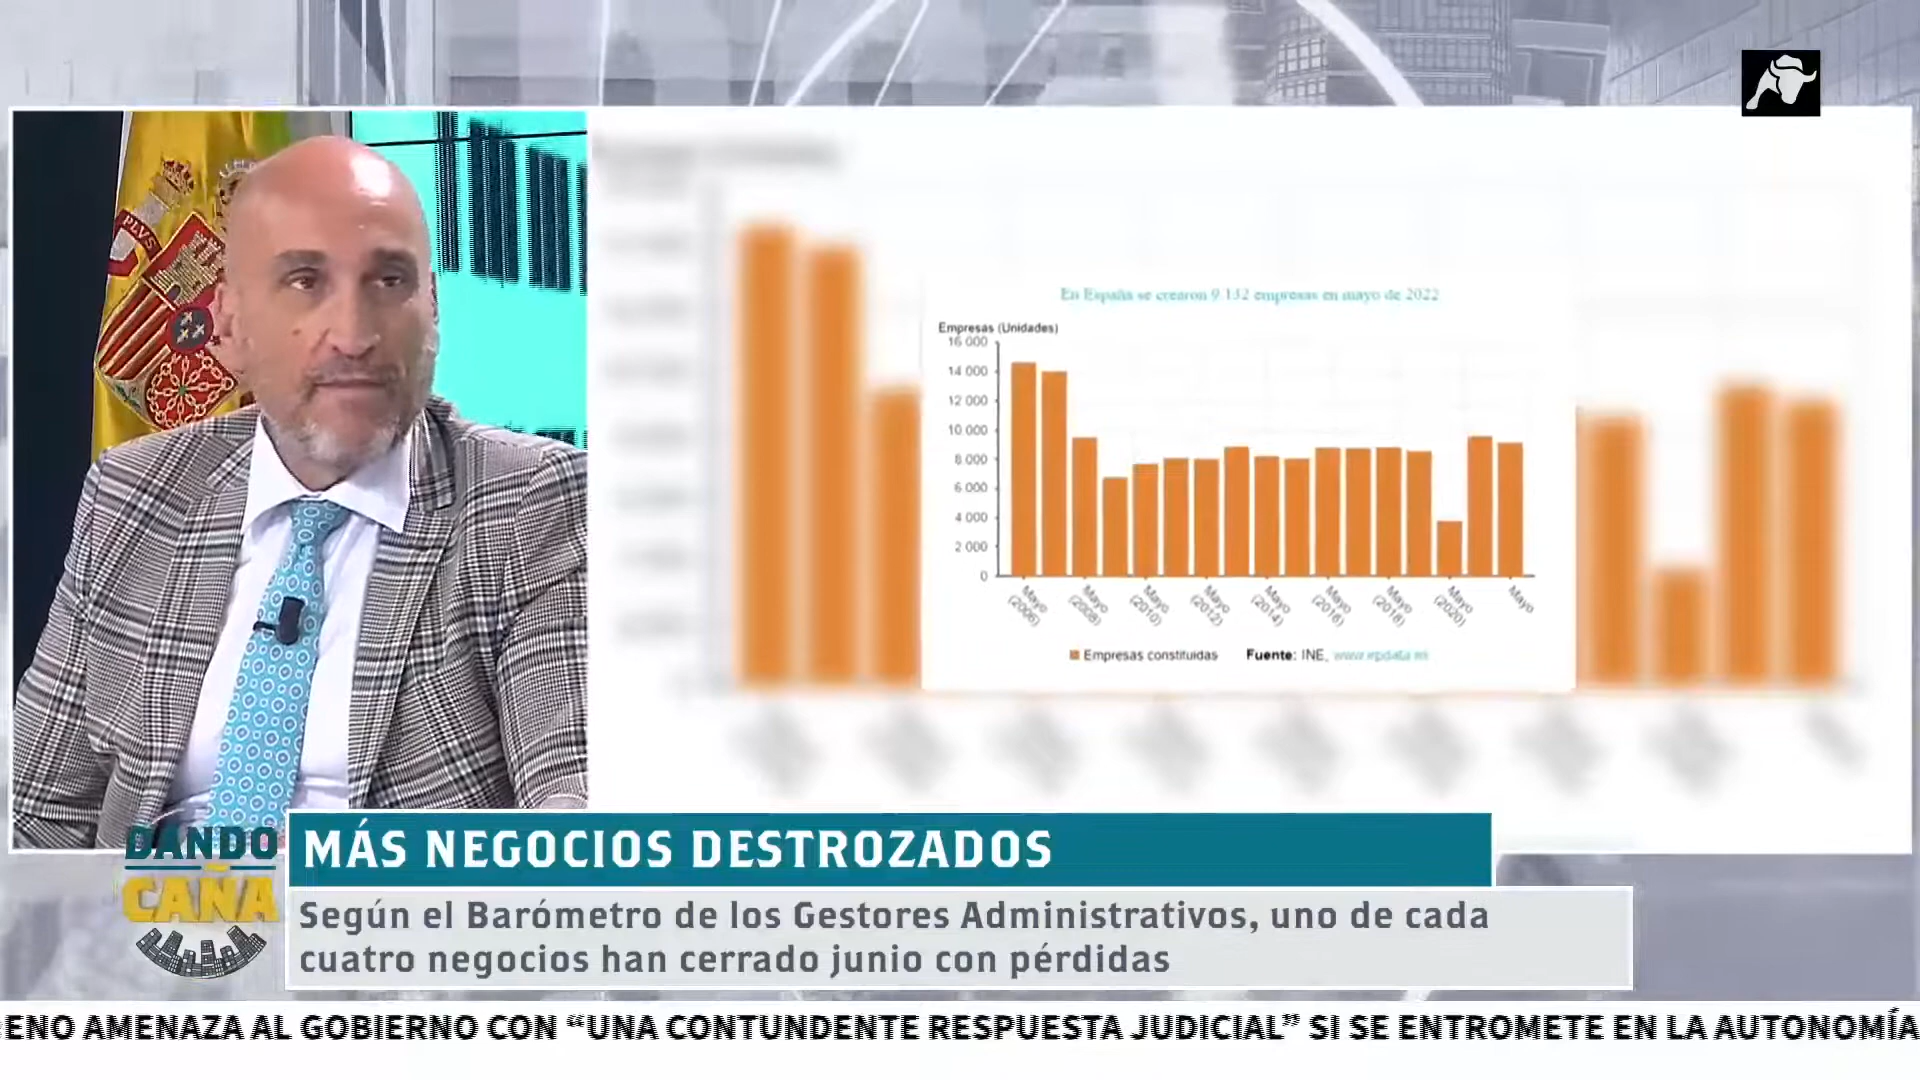 PLVS
En España se crearon 9.132 empresas en mayo de 2022
Empresas (Unidades)
16 000
14 000
12 000
10 000
8 000
6 000
4 000
2 000
0
Mayo (2006)
Mayo (2008)
Mayo (2010)
Mayo (2012)
Mayo (2014)
Mayo (2016)
Mayo (2018)
Mayo (2020)
Mayo
Empresas constituidas
Fuente: INE, www.epdata.es
DANDO
CAÑA
MÁS NEGOCIOS DESTROZADOS
Según el Barómetro de los Gestores Administrativos, uno de cada
cuatro negocios han cerrado junio con pérdidas
ENO AMENAZA AL GOBIERNO CON “UNA CONTUNDENTE RESPUESTA JUDICIAL” SI SE ENTROMETE EN LA AUTONOMÍA